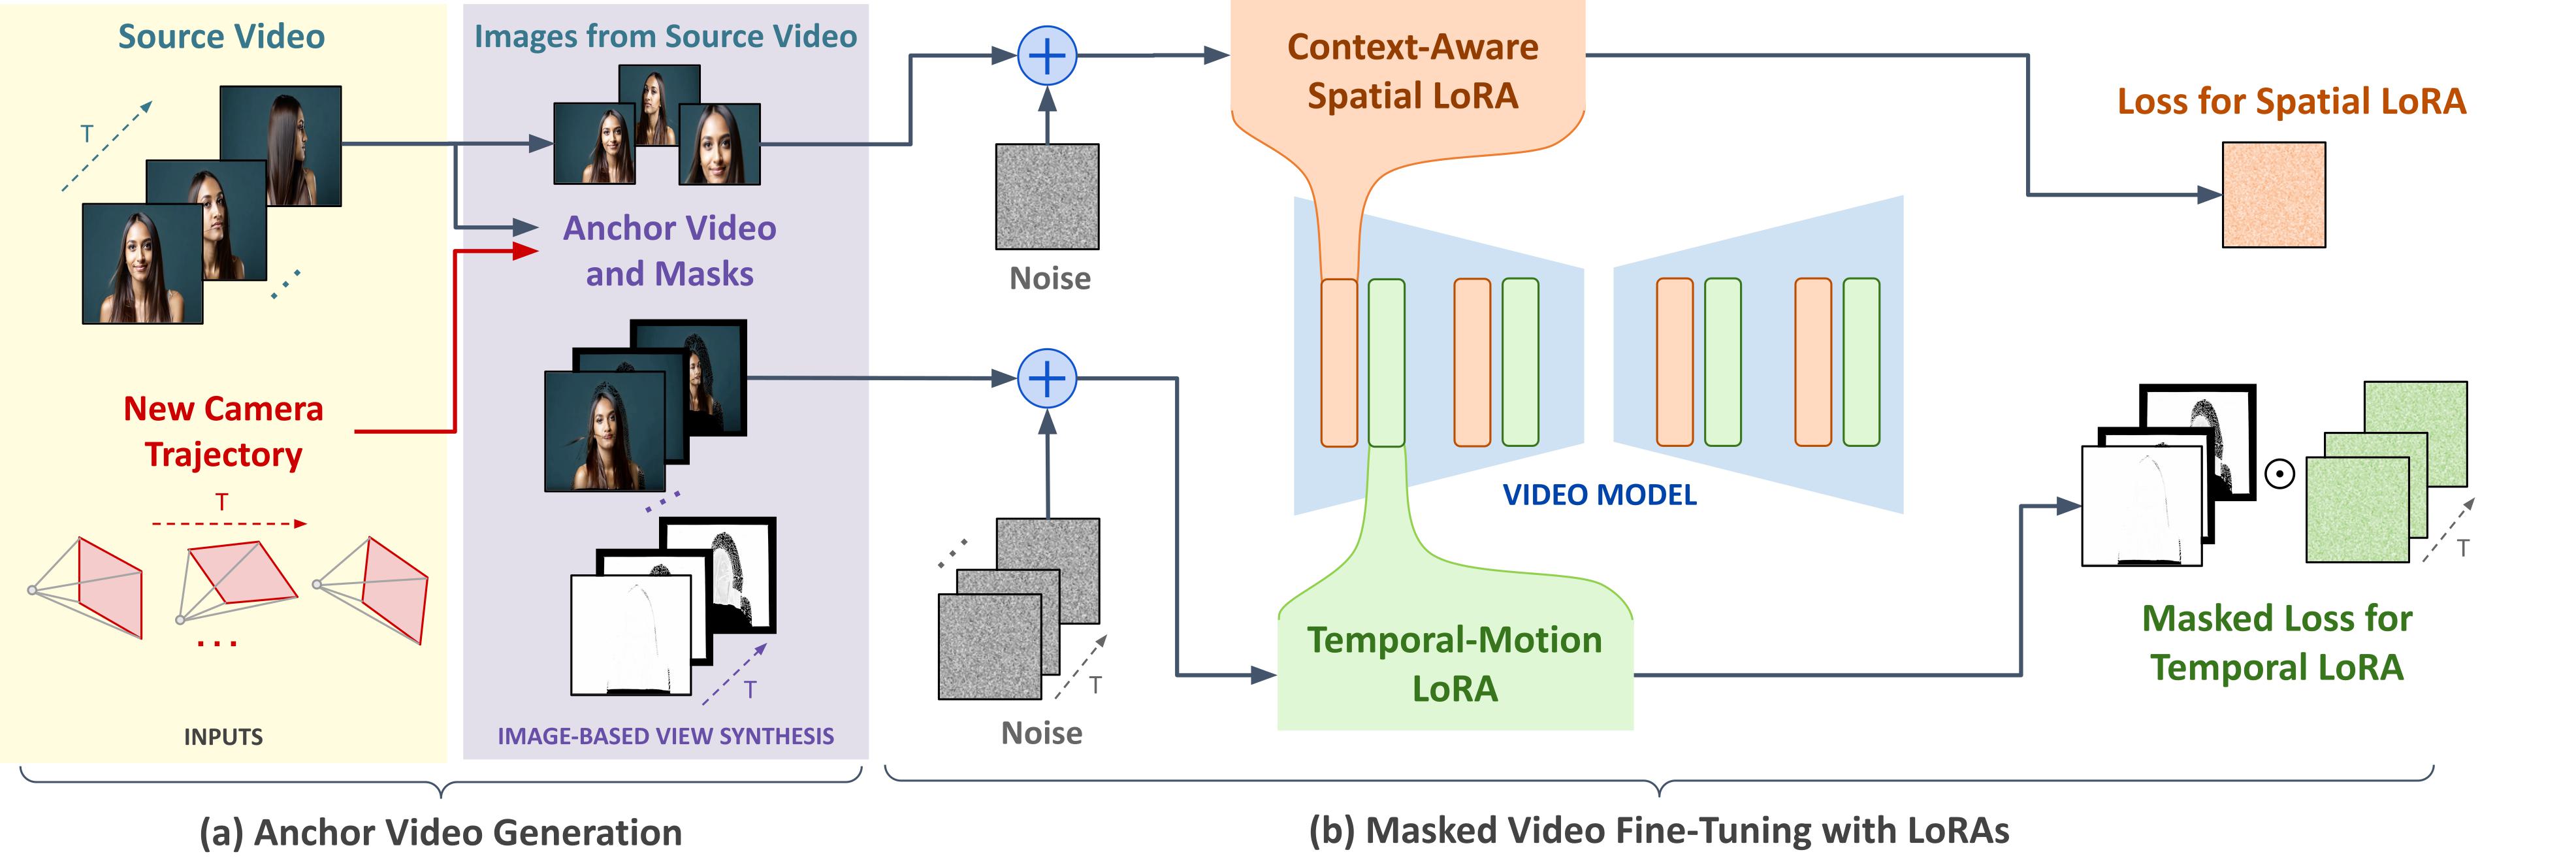 Source Video
T
New Camera
Trajectory
T
...
INPUTS
Images from Source Video
Anchor Video
and Masks
T
IMAGE-BASED VIEW SYNTHESIS
(a) Anchor Video Generation
Noise
T
Noise
Context-Aware
Spatial LoRA
VIDEO MODEL
Temporal-Motion
LoRA
Loss for Spatial LoRA
T
Masked Loss for
Temporal LoRA
(b) Masked Video Fine-Tuning with LoRAs